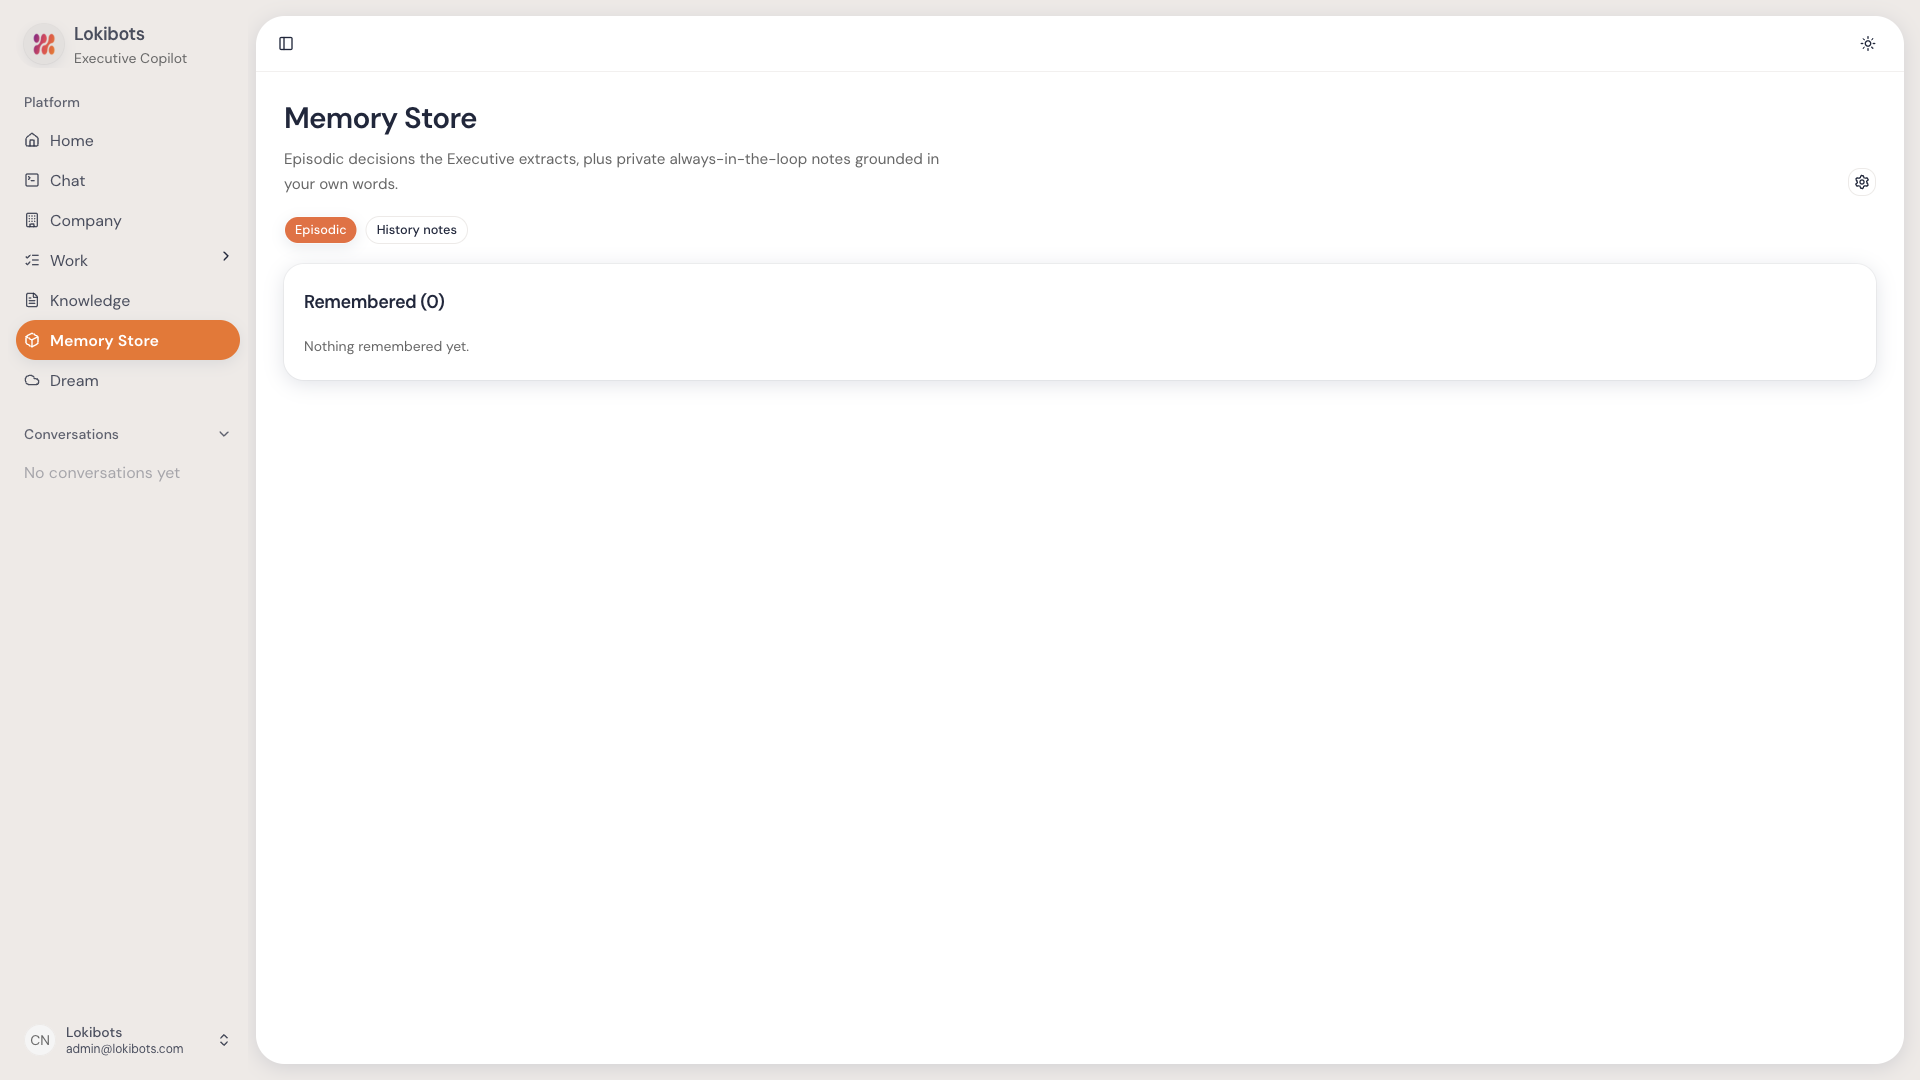 Lokibots
Executive Copilot
Platform
Home
Chat
Company
Work
Knowledge
Memory Store
Dream
Conversations
No conversations yet
CN
Lokibots
admin@lokibots.com
Memory Store
Episodic decisions the Executive extracts, plus private always-in-the-loop notes grounded in
your own words.
Episodic
History notes
Remembered (0)
Nothing remembered yet.